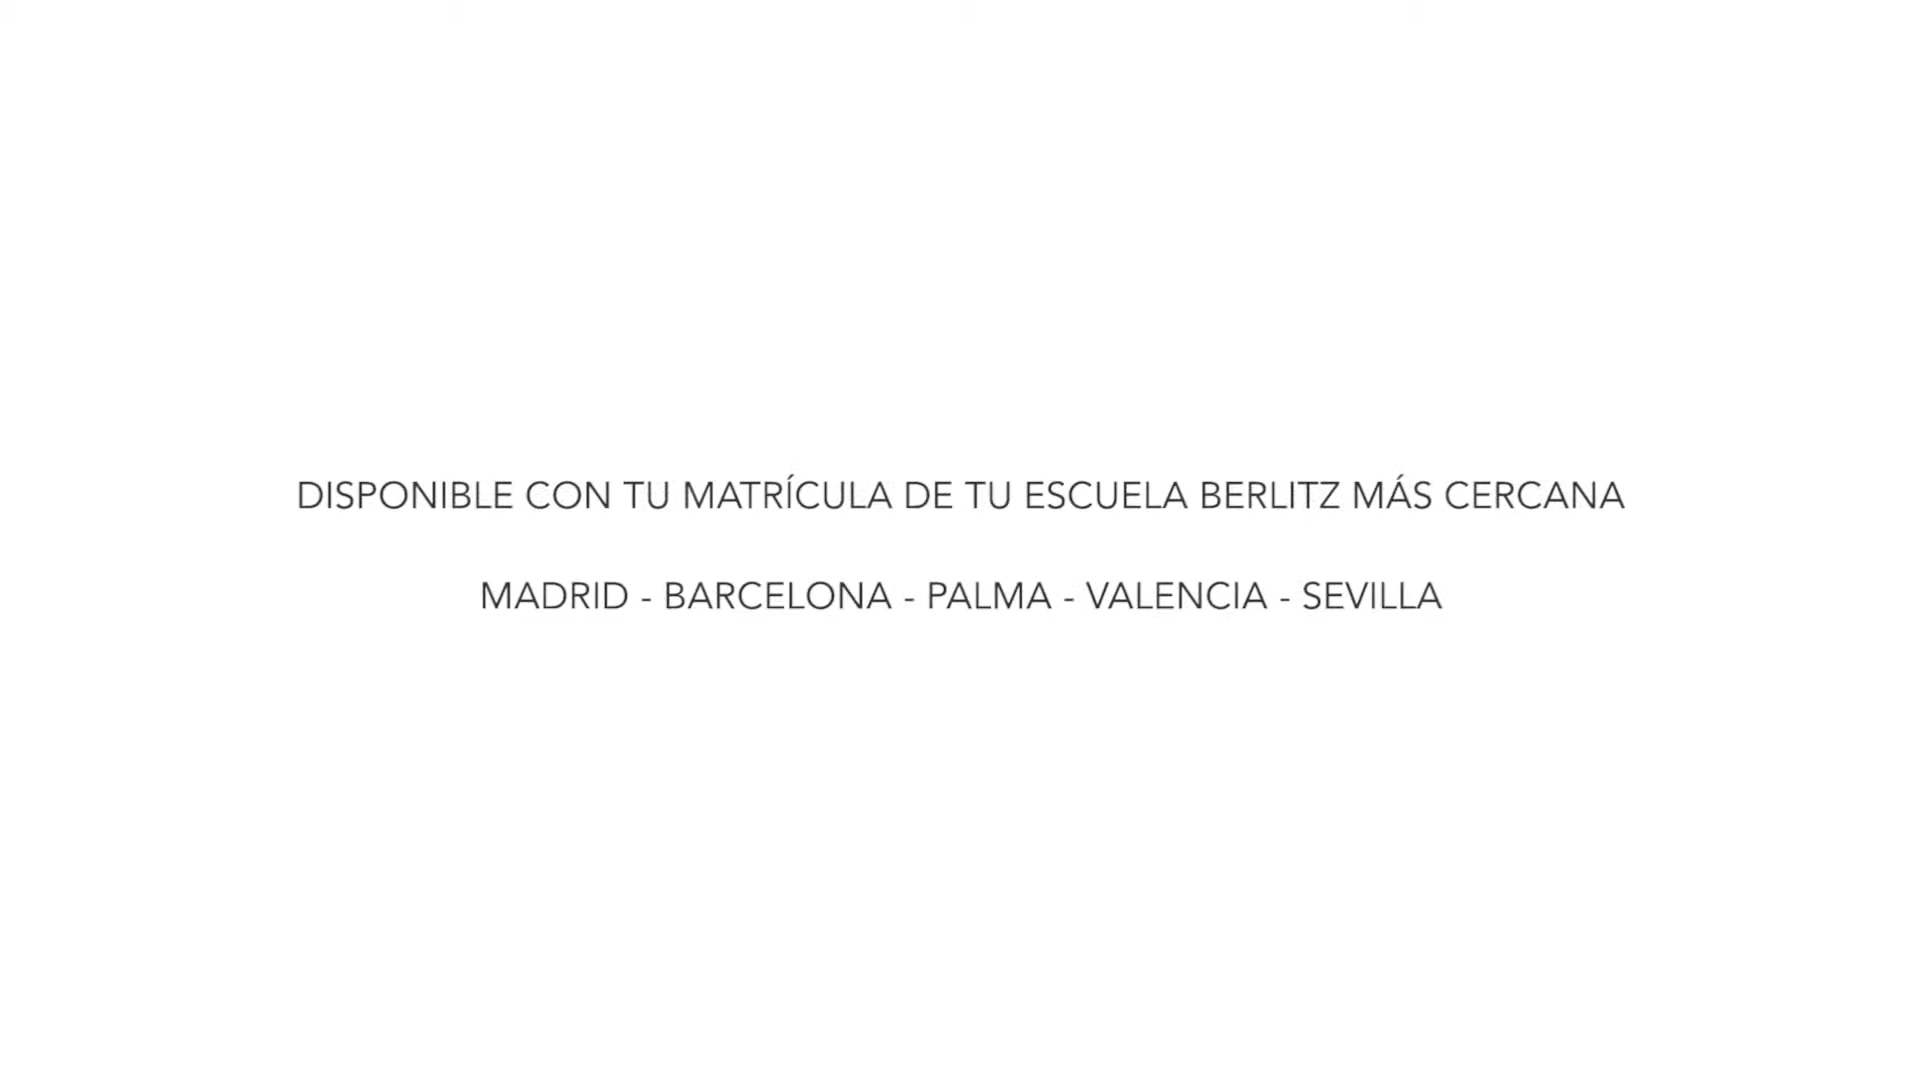 DISPONIBLE CON TU MATRÍCULA DE TU ESCUELA BERLITZ MÁS CERCANA
MADRID - BARCELONA - PALMA - VALENCIA - SEVILLA